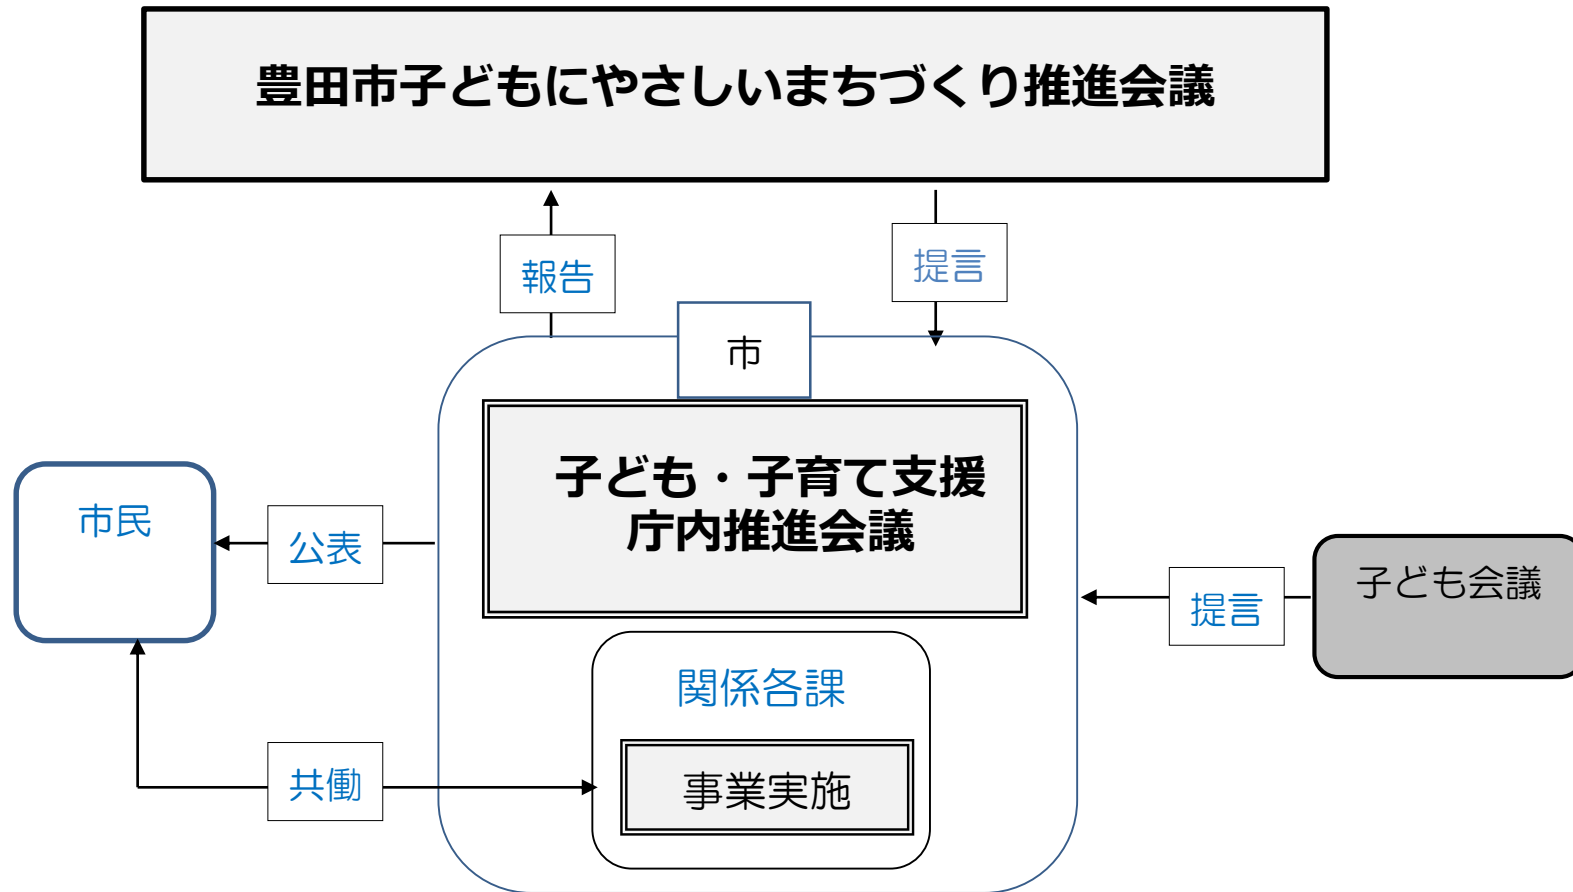 豊田市子どもにやさしいまちづくり推進会議
報告
提言
市
子ども・子育て支援
庁内推進会議
市民
公表
提言
子ども会議
関係各課
共働
事業実施